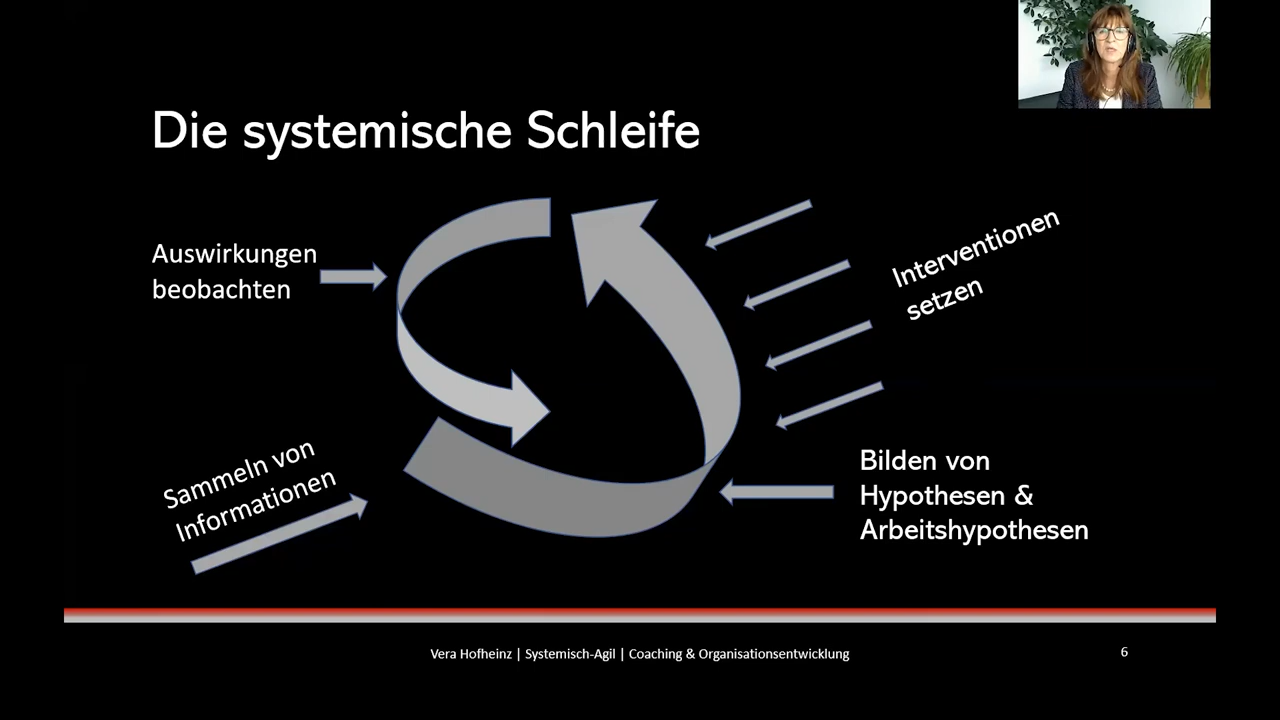 Die systemische Schleife
Auswirkungen
beobachten
Interventionen
setzen
Sammeln von
Informationen
Bilden von
Hypothesen &
Arbeitshypothesen
Vera Hofheinz | Systemisch-Agil | Coaching & Organisationsentwicklung
6